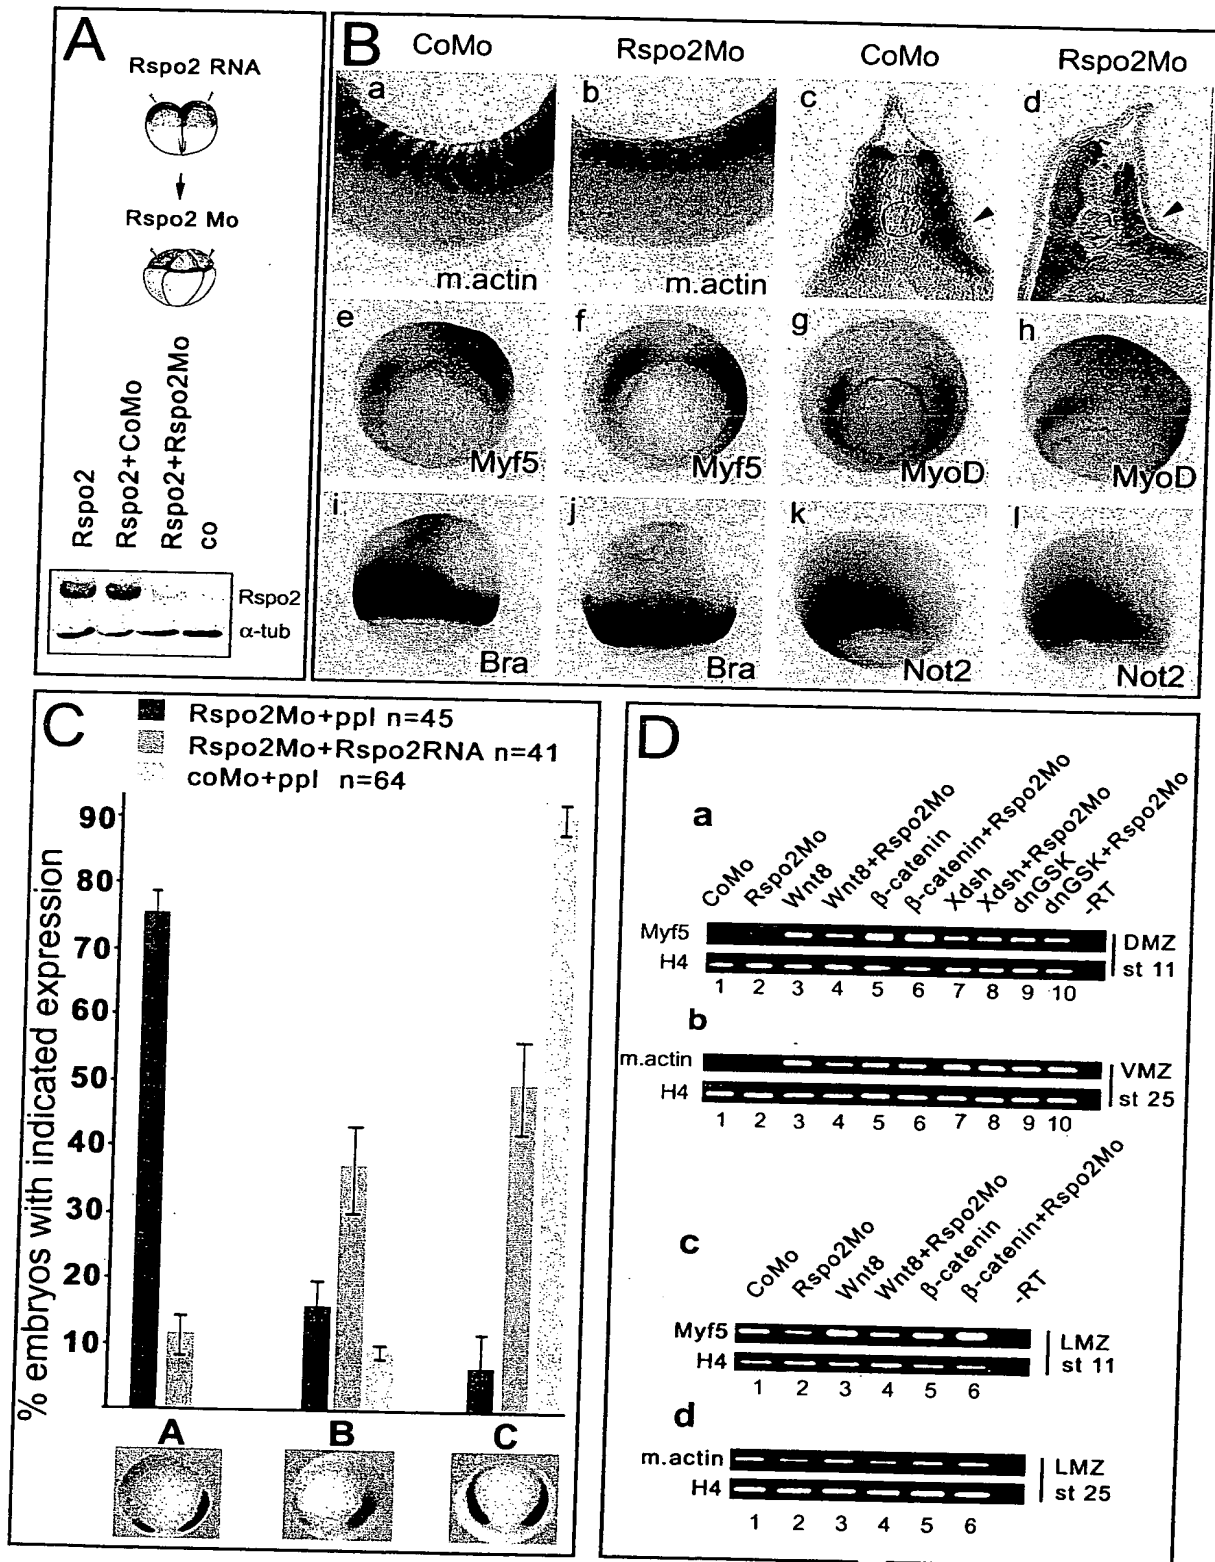 A
Rspo2 RNA
Rspo2 Mo
Rspo2
Rspo2+CoMo
Rspo2+Rspo2Mo
co
Rspo2
α-tub
B
CoMo
Rspo2Mo
CoMo
Rspo2Mo
a
b
c
d
m.actin
m.actin
e
f
g
h
Myf5
Myf5
MyoD
MyoD
i
j
k
l
Bra
Bra
Not2
Not2
C
Rspo2Mo+ppl n=45
Rspo2Mo+Rspo2RNA n=41
coMo+ppl n=64
% embryos with indicated expression
90
80
70
60
50
40
30
20
10
A
B
C
D
a
CoMo
Rspo2Mo
Wnt8
Wnt8+Rspo2Mo
β-catenin
β-catenin+Rspo2Mo
Xdsh
Xdsh+Rspo2Mo
dnGSK
dnGSK+Rspo2Mo
-RT
Myf5
DMZ
H4
st 11
1 2 3 4 5 6 7 8 9 10
b
m.actin
VMZ
H4
st 25
1 2 3 4 5 6 7 8 9 10
c
CoMo
Rspo2Mo
Wnt8
Wnt8+Rspo2Mo
β-catenin
β-catenin+Rspo2Mo
-RT
Myf5
LMZ
H4
st 11
1 2 3 4 5 6
d
m.actin
LMZ
H4
st 25
1 2 3 4 5 6